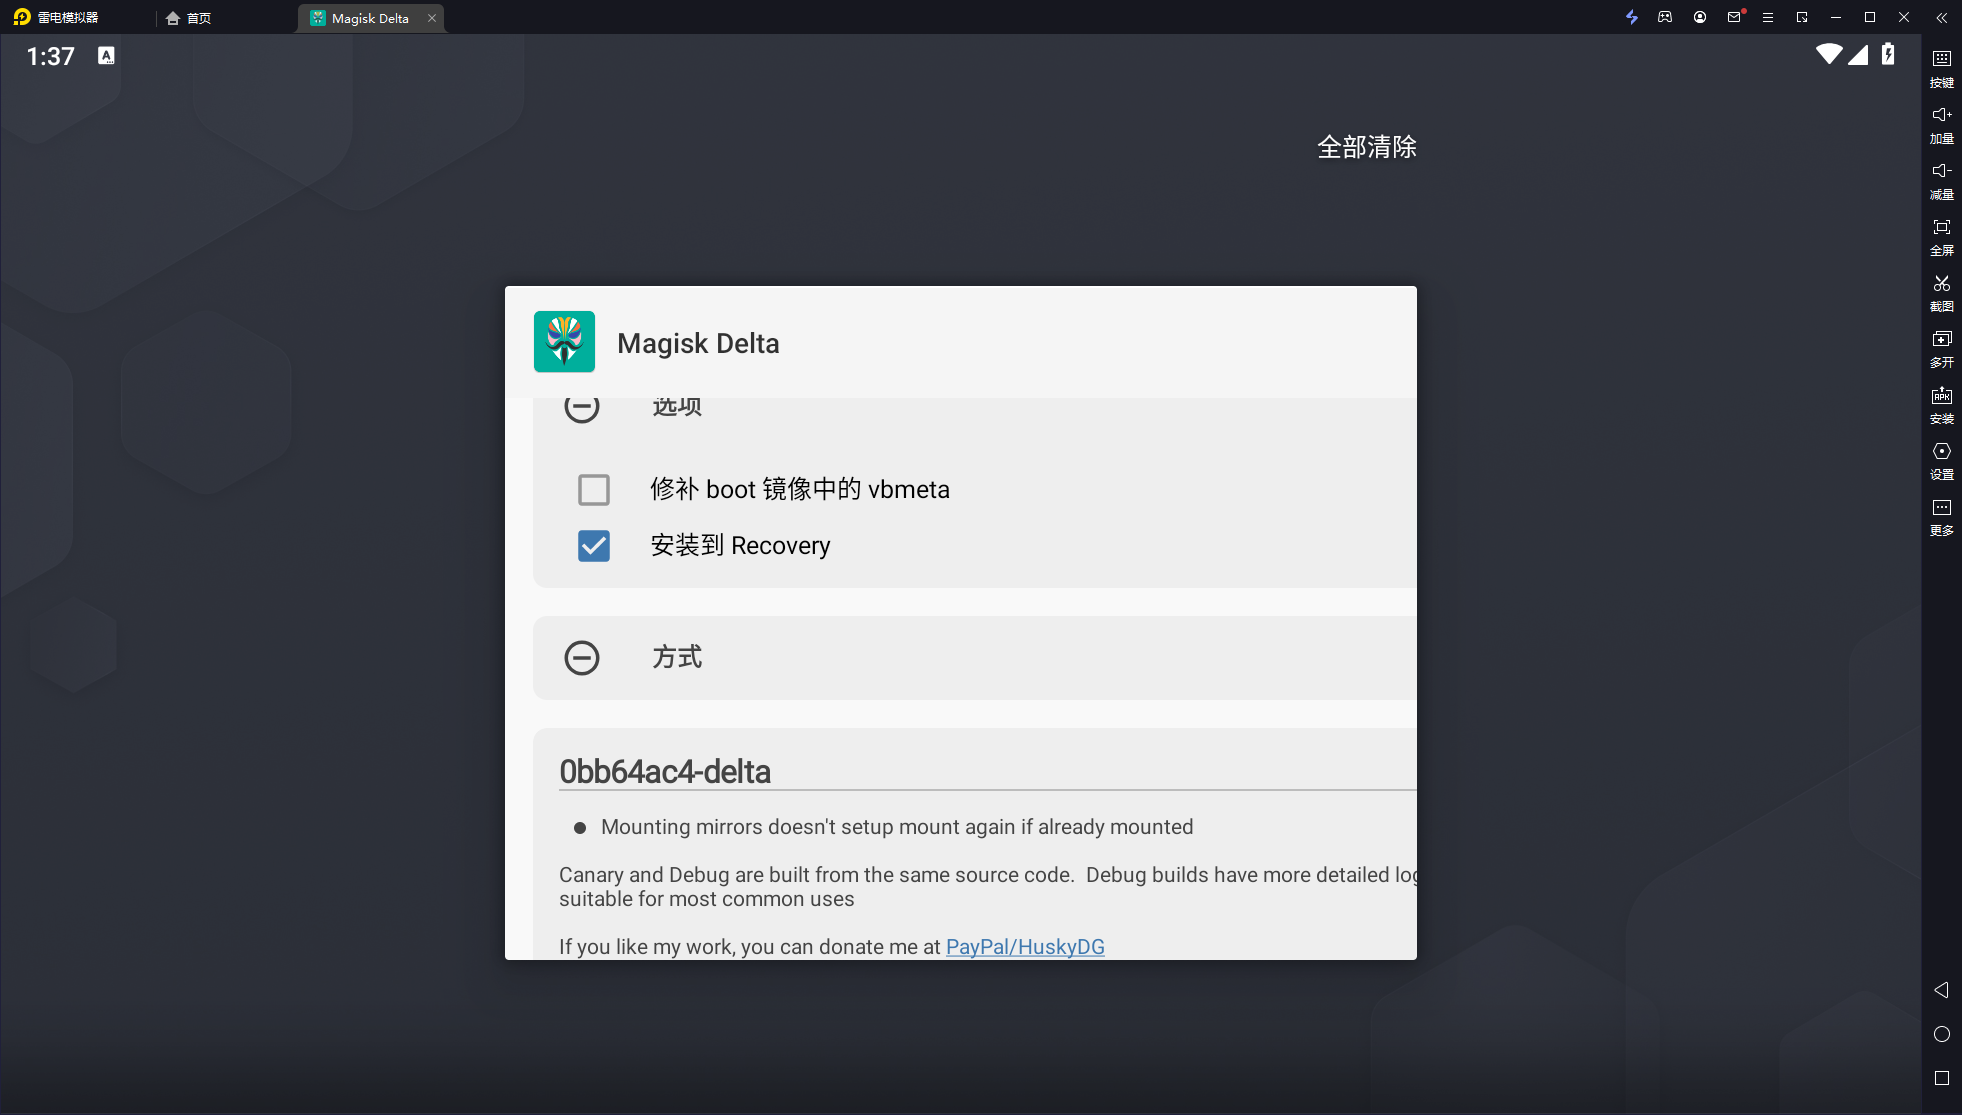 雷电模拟器
首页
Magisk Delta
1:37
A
全部清除
Magisk Delta
选项
修补 boot 镜像中的 vbmeta
安装到 Recovery
方式
0bb64ac4-delta
Mounting mirrors doesn't setup mount again if already mounted
Canary and Debug are built from the same source code. Debug builds have more detailed log
suitable for most common uses
If you like my work, you can donate me at PayPal/HuskyDG
按键
加量
减量
全屏
截图
多开
APK
安装
设置
更多